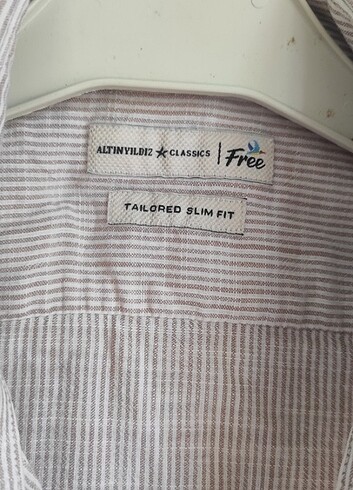 ALTINYILDIZ ★ CLASSICS | Free
TAILORED SLIM FIT